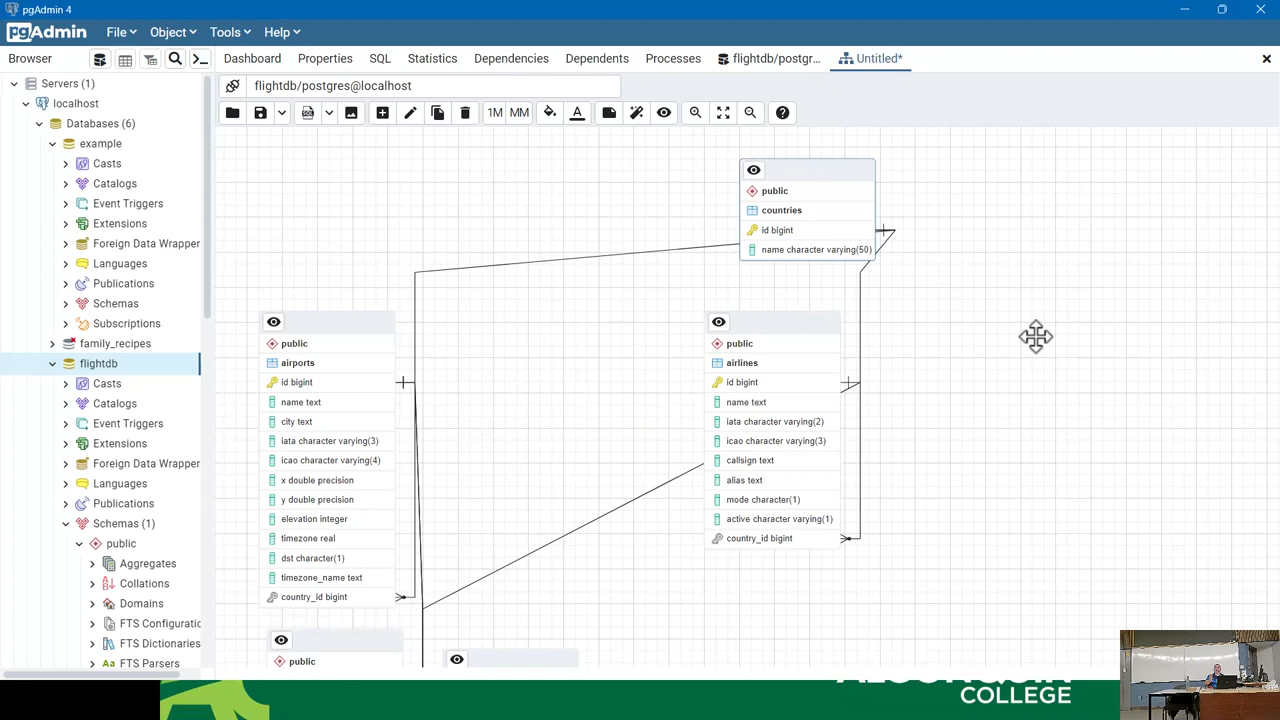 pgAdmin 4
pgAdmin File Object Tools Help
Browser Dashboard Properties SQL Statistics Dependencies Dependents Processes flightdb/postgr... Untitled*
Servers (1)
localhost
Databases (6)
example
Casts
Catalogs
Event Triggers
Extensions
Foreign Data Wrapper
Languages
Publications
Schemas
Subscriptions
family_recipes
flightdb
Casts
Catalogs
Event Triggers
Extensions
Foreign Data Wrapper
Languages
Publications
Schemas (1)
public
Aggregates
Collations
Domains
FTS Configuratic
FTS Dictionaries
FTS Parsers
flightdb/postgres@localhost
1M MM
public
countries
id bigint
name character varying(50)
public
airports
id bigint
name text
city text
iata character varying(3)
icao character varying(4)
x double precision
y double precision
elevation integer
timezone real
dst character(1)
timezone_name text
country_id bigint
public
airlines
id bigint
name text
iata character varying(2)
icao character varying(3)
callsign text
alias text
mode character(1)
active character varying(1)
country_id bigint
public
ALGONQUIN
COLLEGE